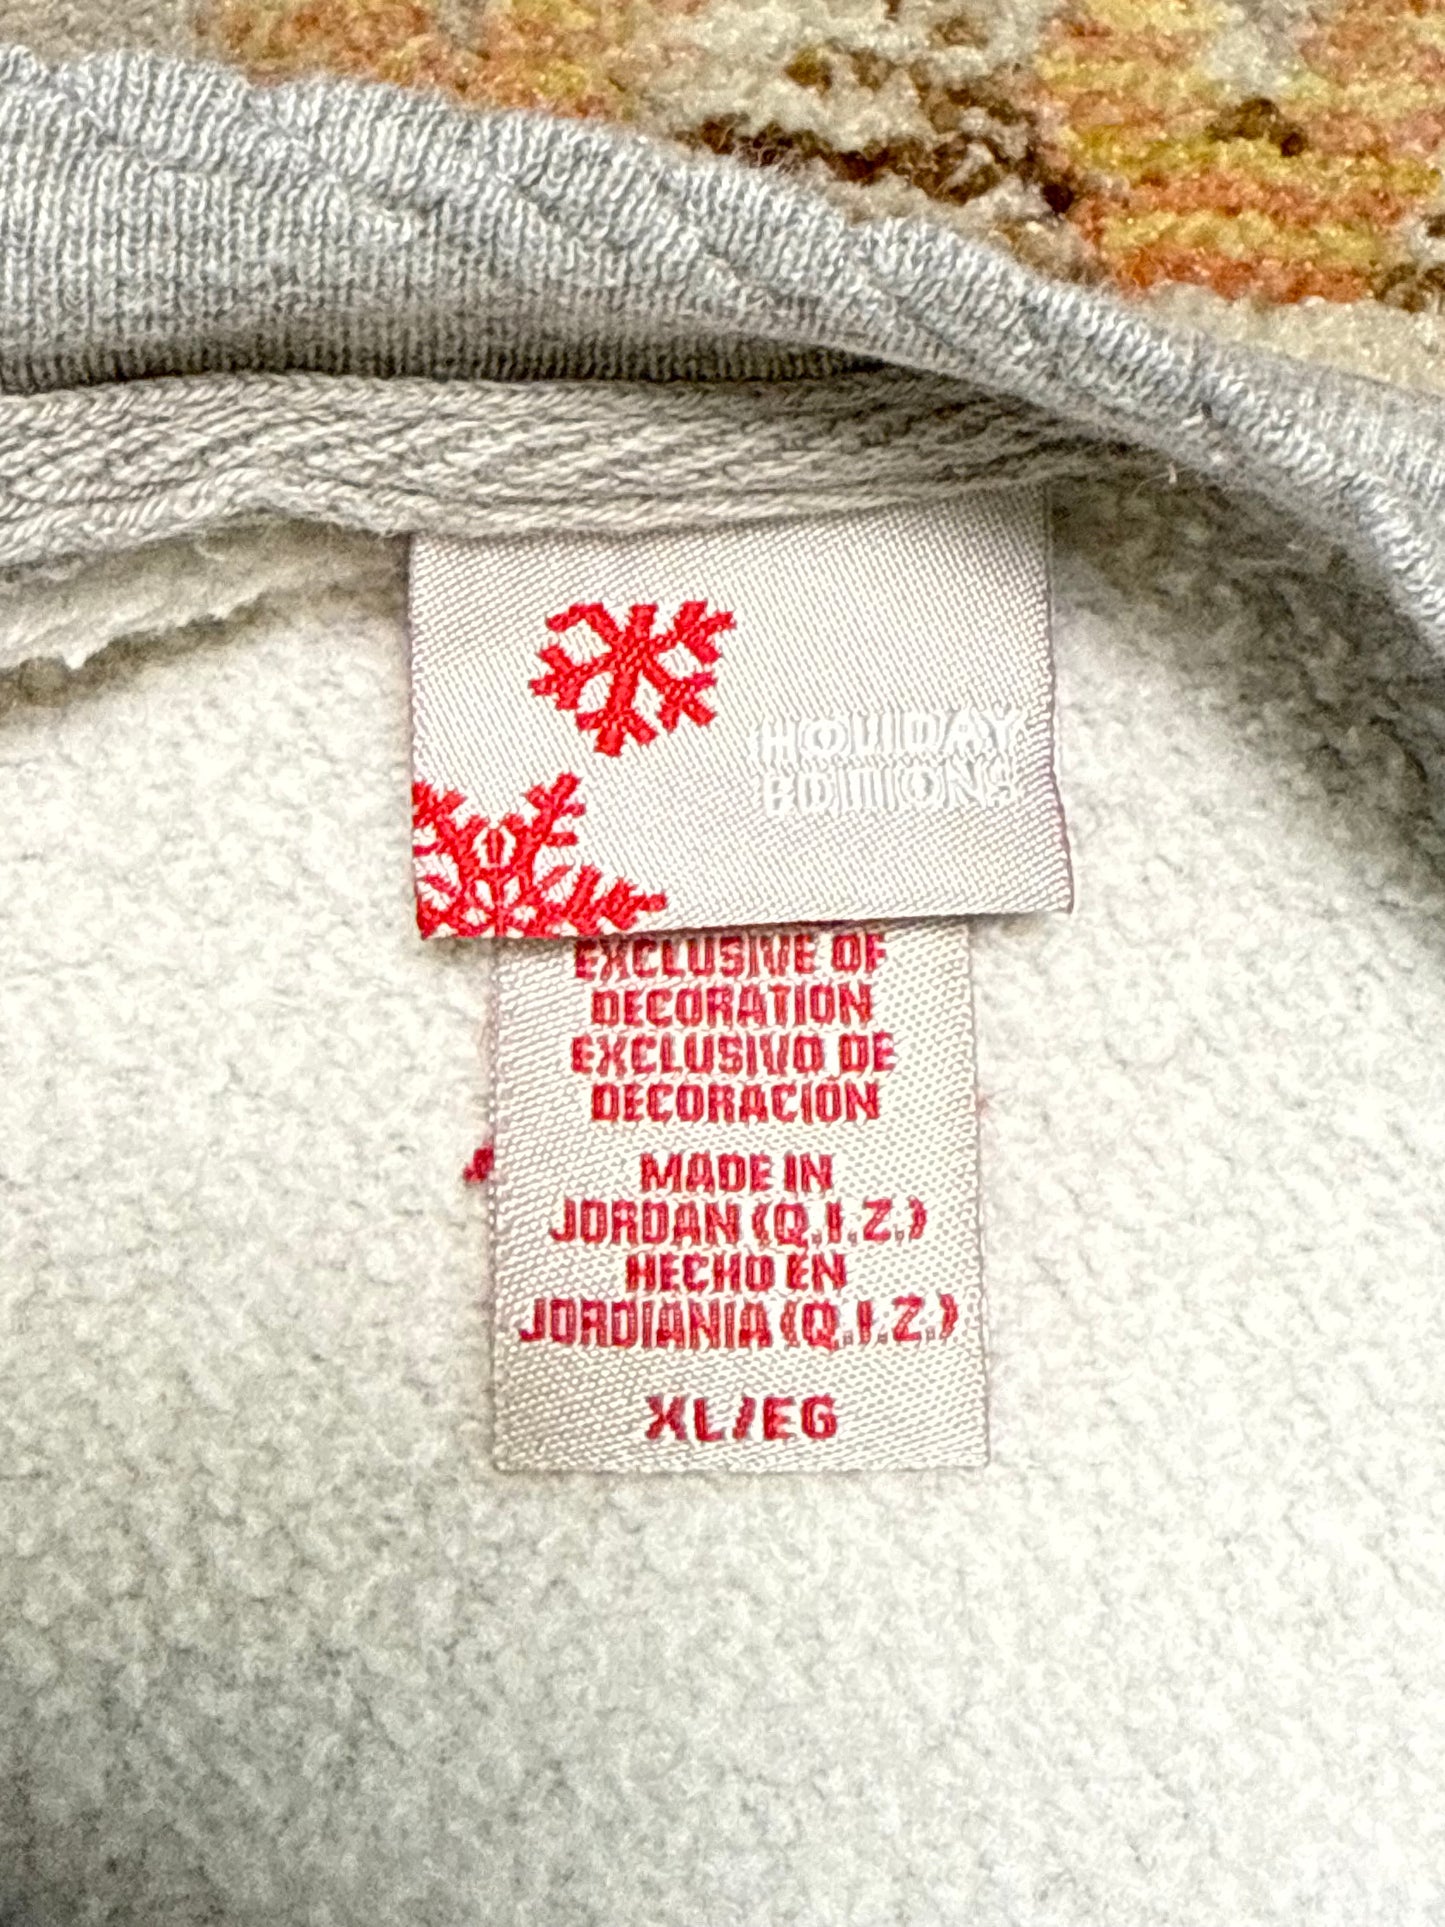 HOLIDAY
EDITIONS
EXCLUSIVE OF
DECORATION
EXCLUSIVO DE
DECORACIÓN
MADE IN
JORDAN (Q.I.Z.)
HECHO EN
JORDIANIA (Q.I.Z.)
XL/EG